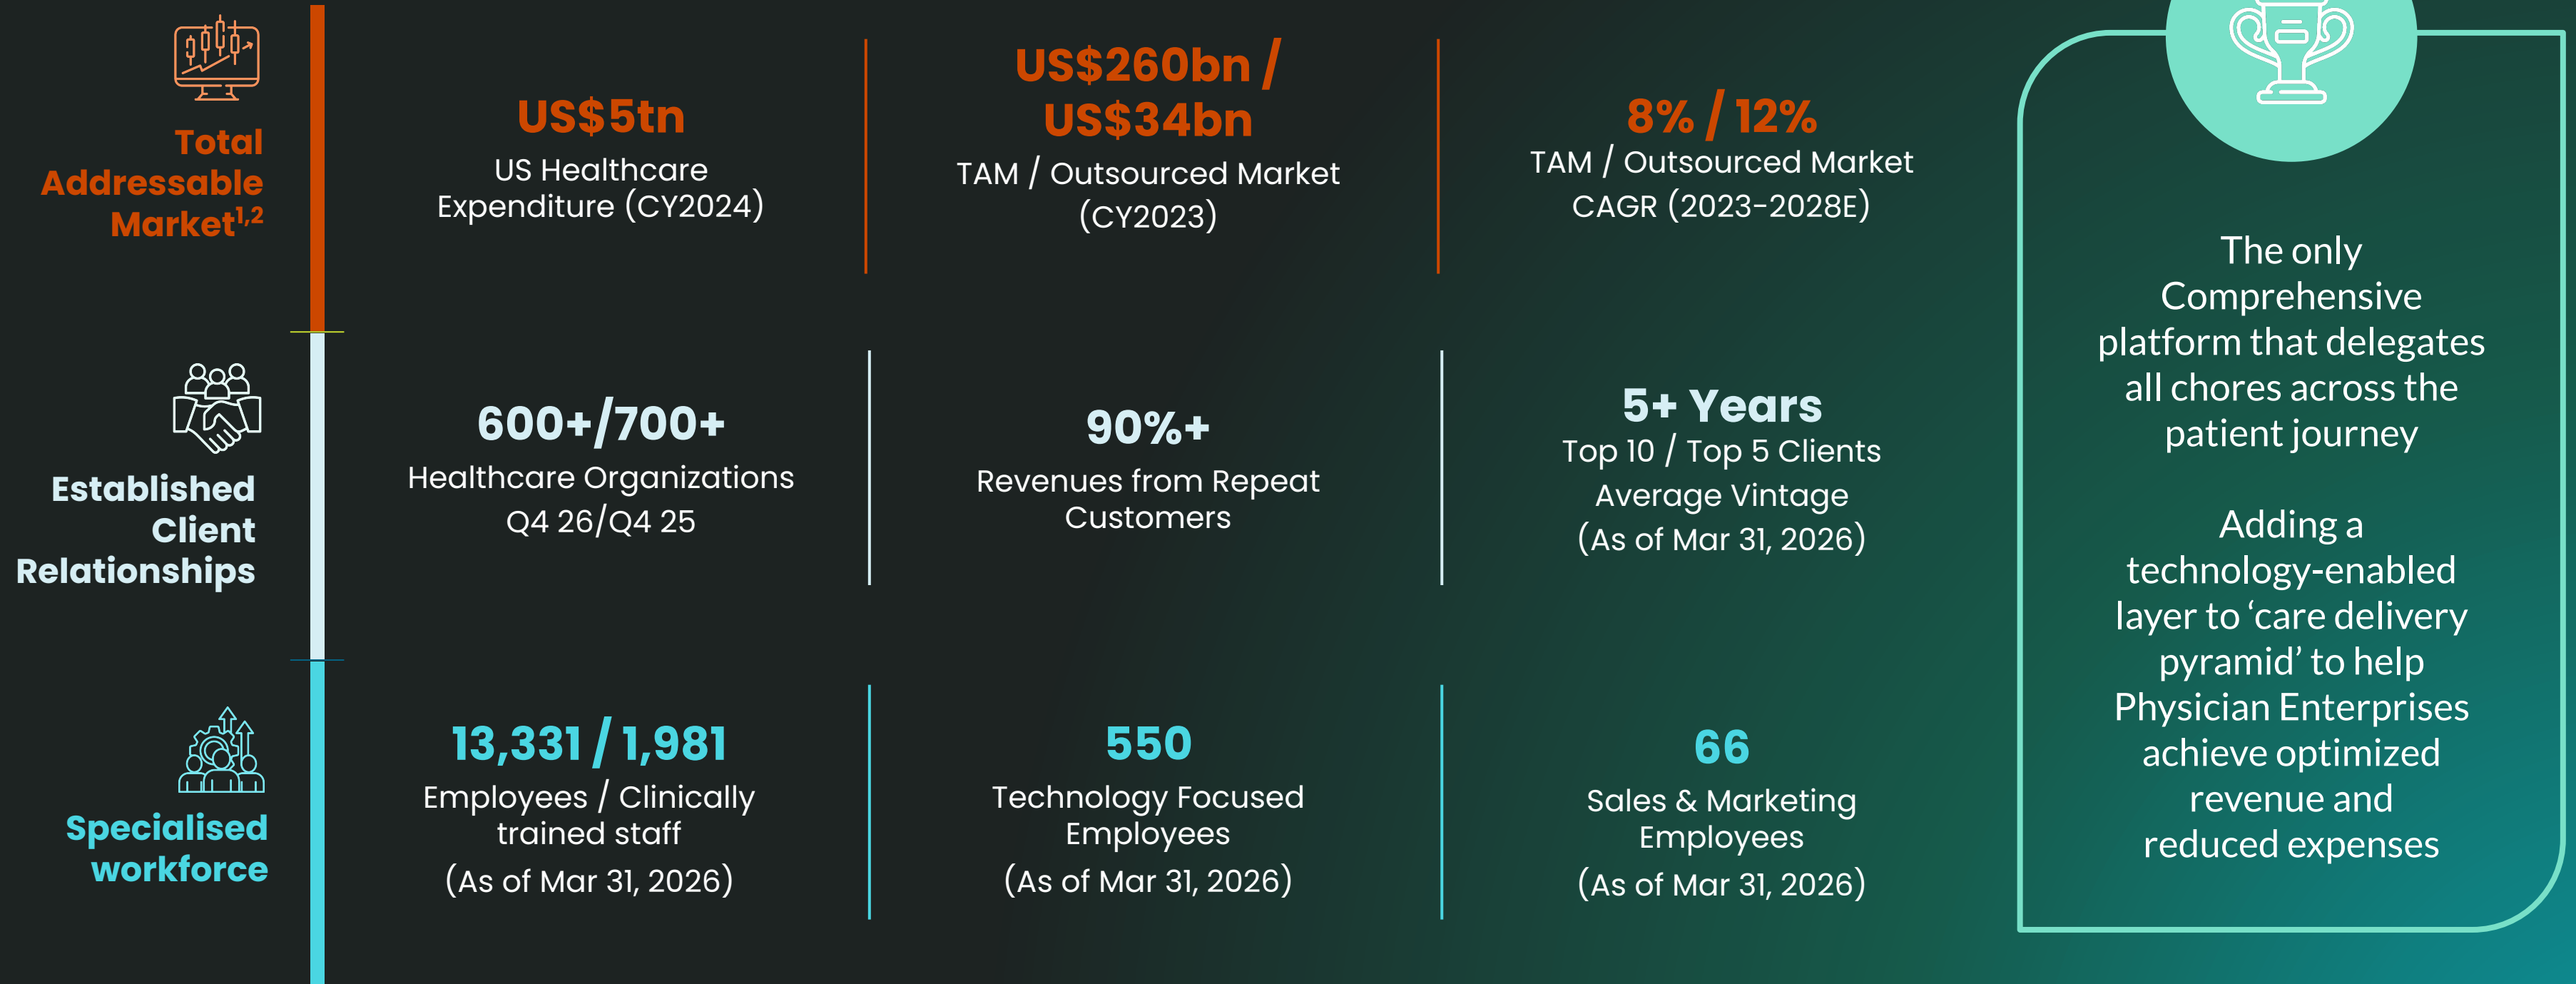 Total
Addressable
Market1,2
US$5tn
US Healthcare
Expenditure (CY2024)
US$260bn /
US$34bn
TAM / Outsourced Market
(CY2023)
8% / 12%
TAM / Outsourced Market
CAGR (2023-2028E)
Established
Client
Relationships
600+/700+
Healthcare Organizations
Q4 26/Q4 25
90%+
Revenues from Repeat
Customers
5+ Years
Top 10 / Top 5 Clients
Average Vintage
(As of Mar 31, 2026)
Specialised
workforce
13,331 / 1,981
Employees / Clinically
trained staff
(As of Mar 31, 2026)
550
Technology Focused
Employees
(As of Mar 31, 2026)
66
Sales & Marketing
Employees
(As of Mar 31, 2026)
The only
Comprehensive
platform that delegates
all chores across the
patient journey
Adding a
technology-enabled
layer to ‘care delivery
pyramid’ to help
Physician Enterprises
achieve optimized
revenue and
reduced expenses